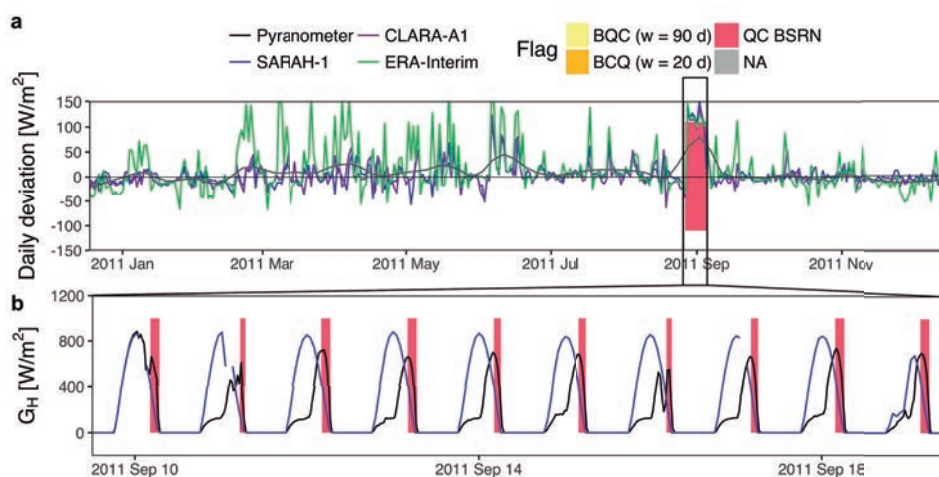 a
Pyranometer
CLARA-A1
SARAH-1
ERA-Interim
Flag
BQC (w = 90 d)
QC BSRN
BCQ (w = 20 d)
NA
Daily deviation [W/m²]
150
100
50
0
-50
-100
-150
2011 Jan
2011 Mar
2011 May
2011 Jul
2011 Sep
2011 Nov
b
G_H [W/m²]
1200
800
400
0
2011 Sep 10
2011 Sep 14
2011 Sep 18